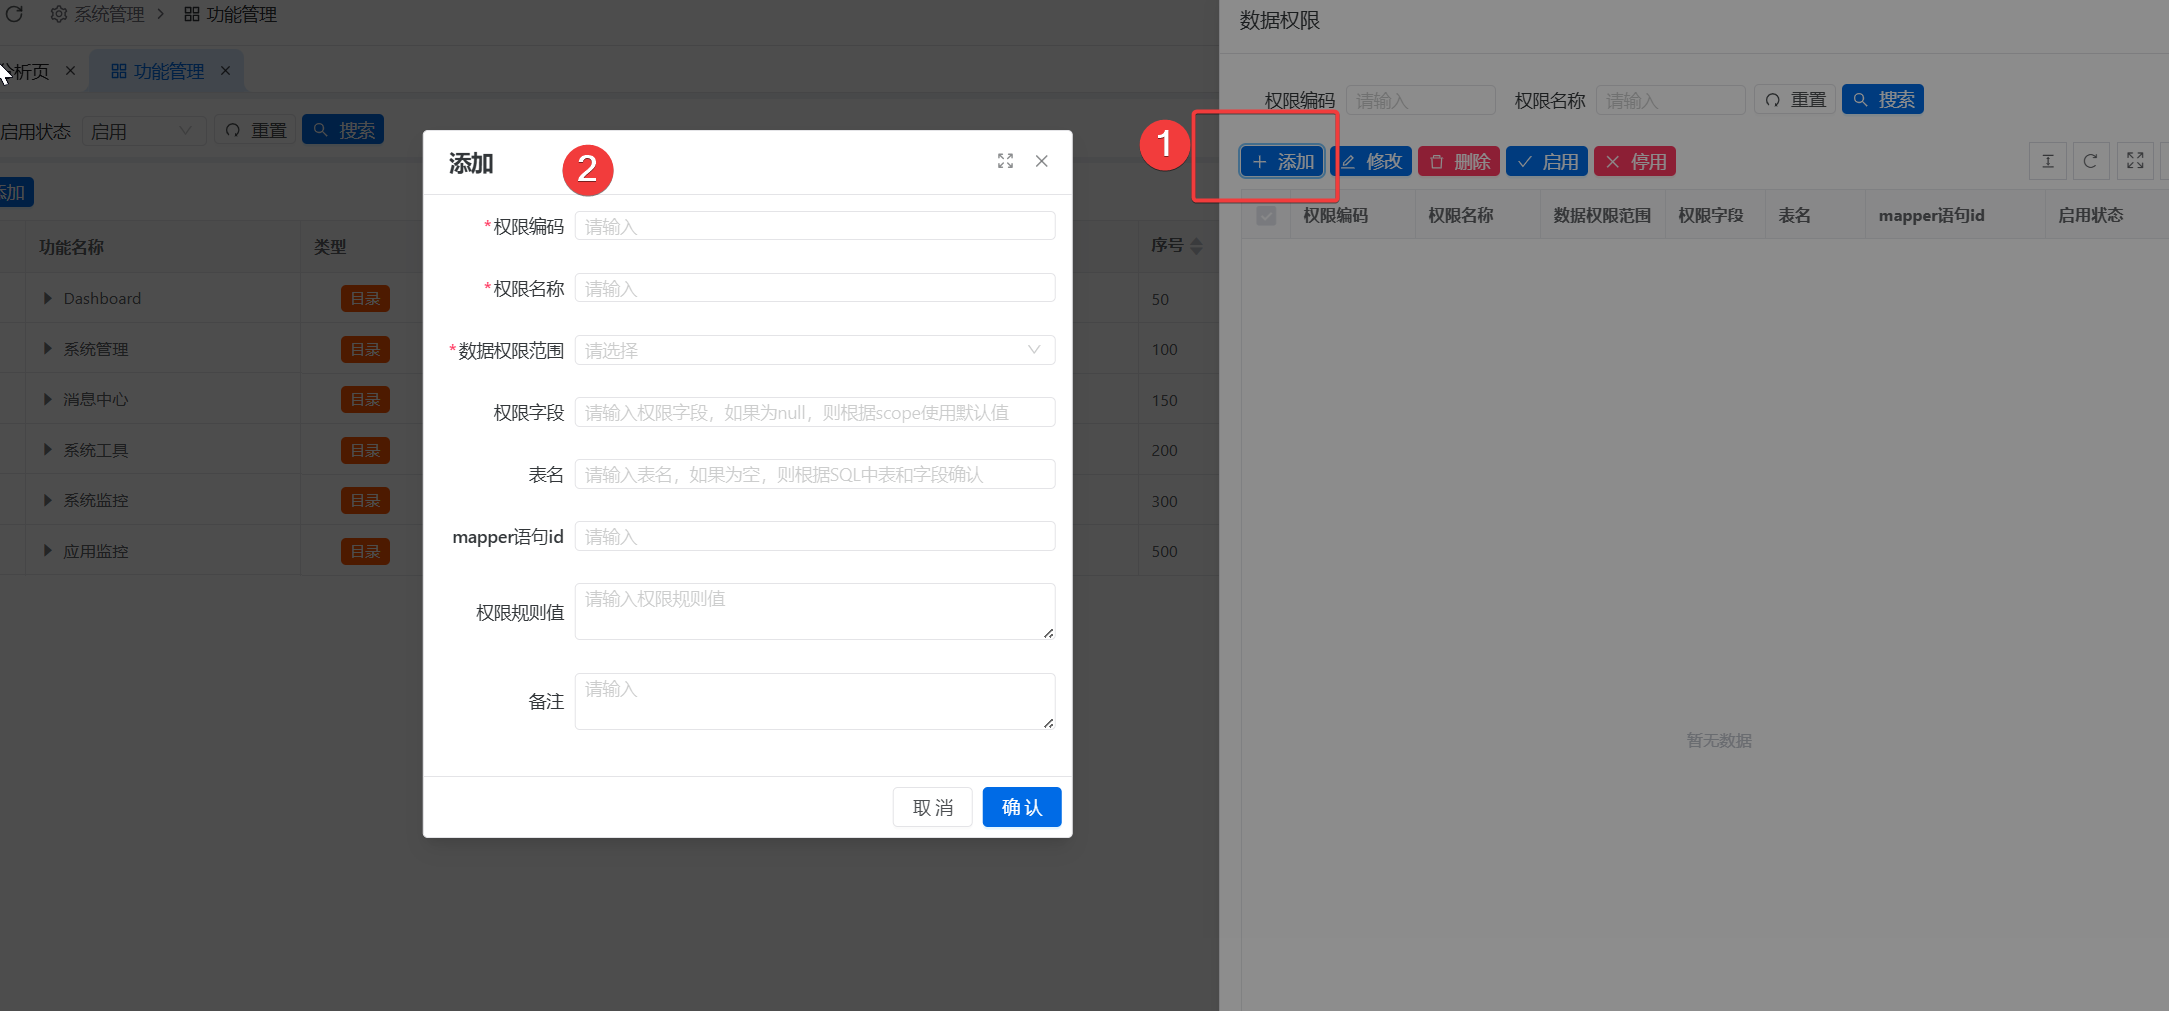 系统管理
功能管理
分析页
功能管理
启用状态
启用
重置
搜索
添加
功能名称
类型
序号
Dashboard
目录
50
系统管理
目录
100
消息中心
目录
150
系统工具
目录
200
系统监控
目录
300
应用监控
目录
500
添加
2
*权限编码
请输入
*权限名称
请输入
*数据权限范围
请选择
权限字段
请输入权限字段，如果为null，则根据scope使用默认值
表名
请输入表名，如果为空，则根据SQL中表和字段确认
mapper语句id
请输入
权限规则值
请输入权限规则值
备注
请输入
取 消
确 认
数据权限
权限编码
请输入
权限名称
请输入
重置
搜索
1
添加
修改
删除
启用
停用
权限编码
权限名称
数据权限范围
权限字段
表名
mapper语句id
启用状态
暂无数据